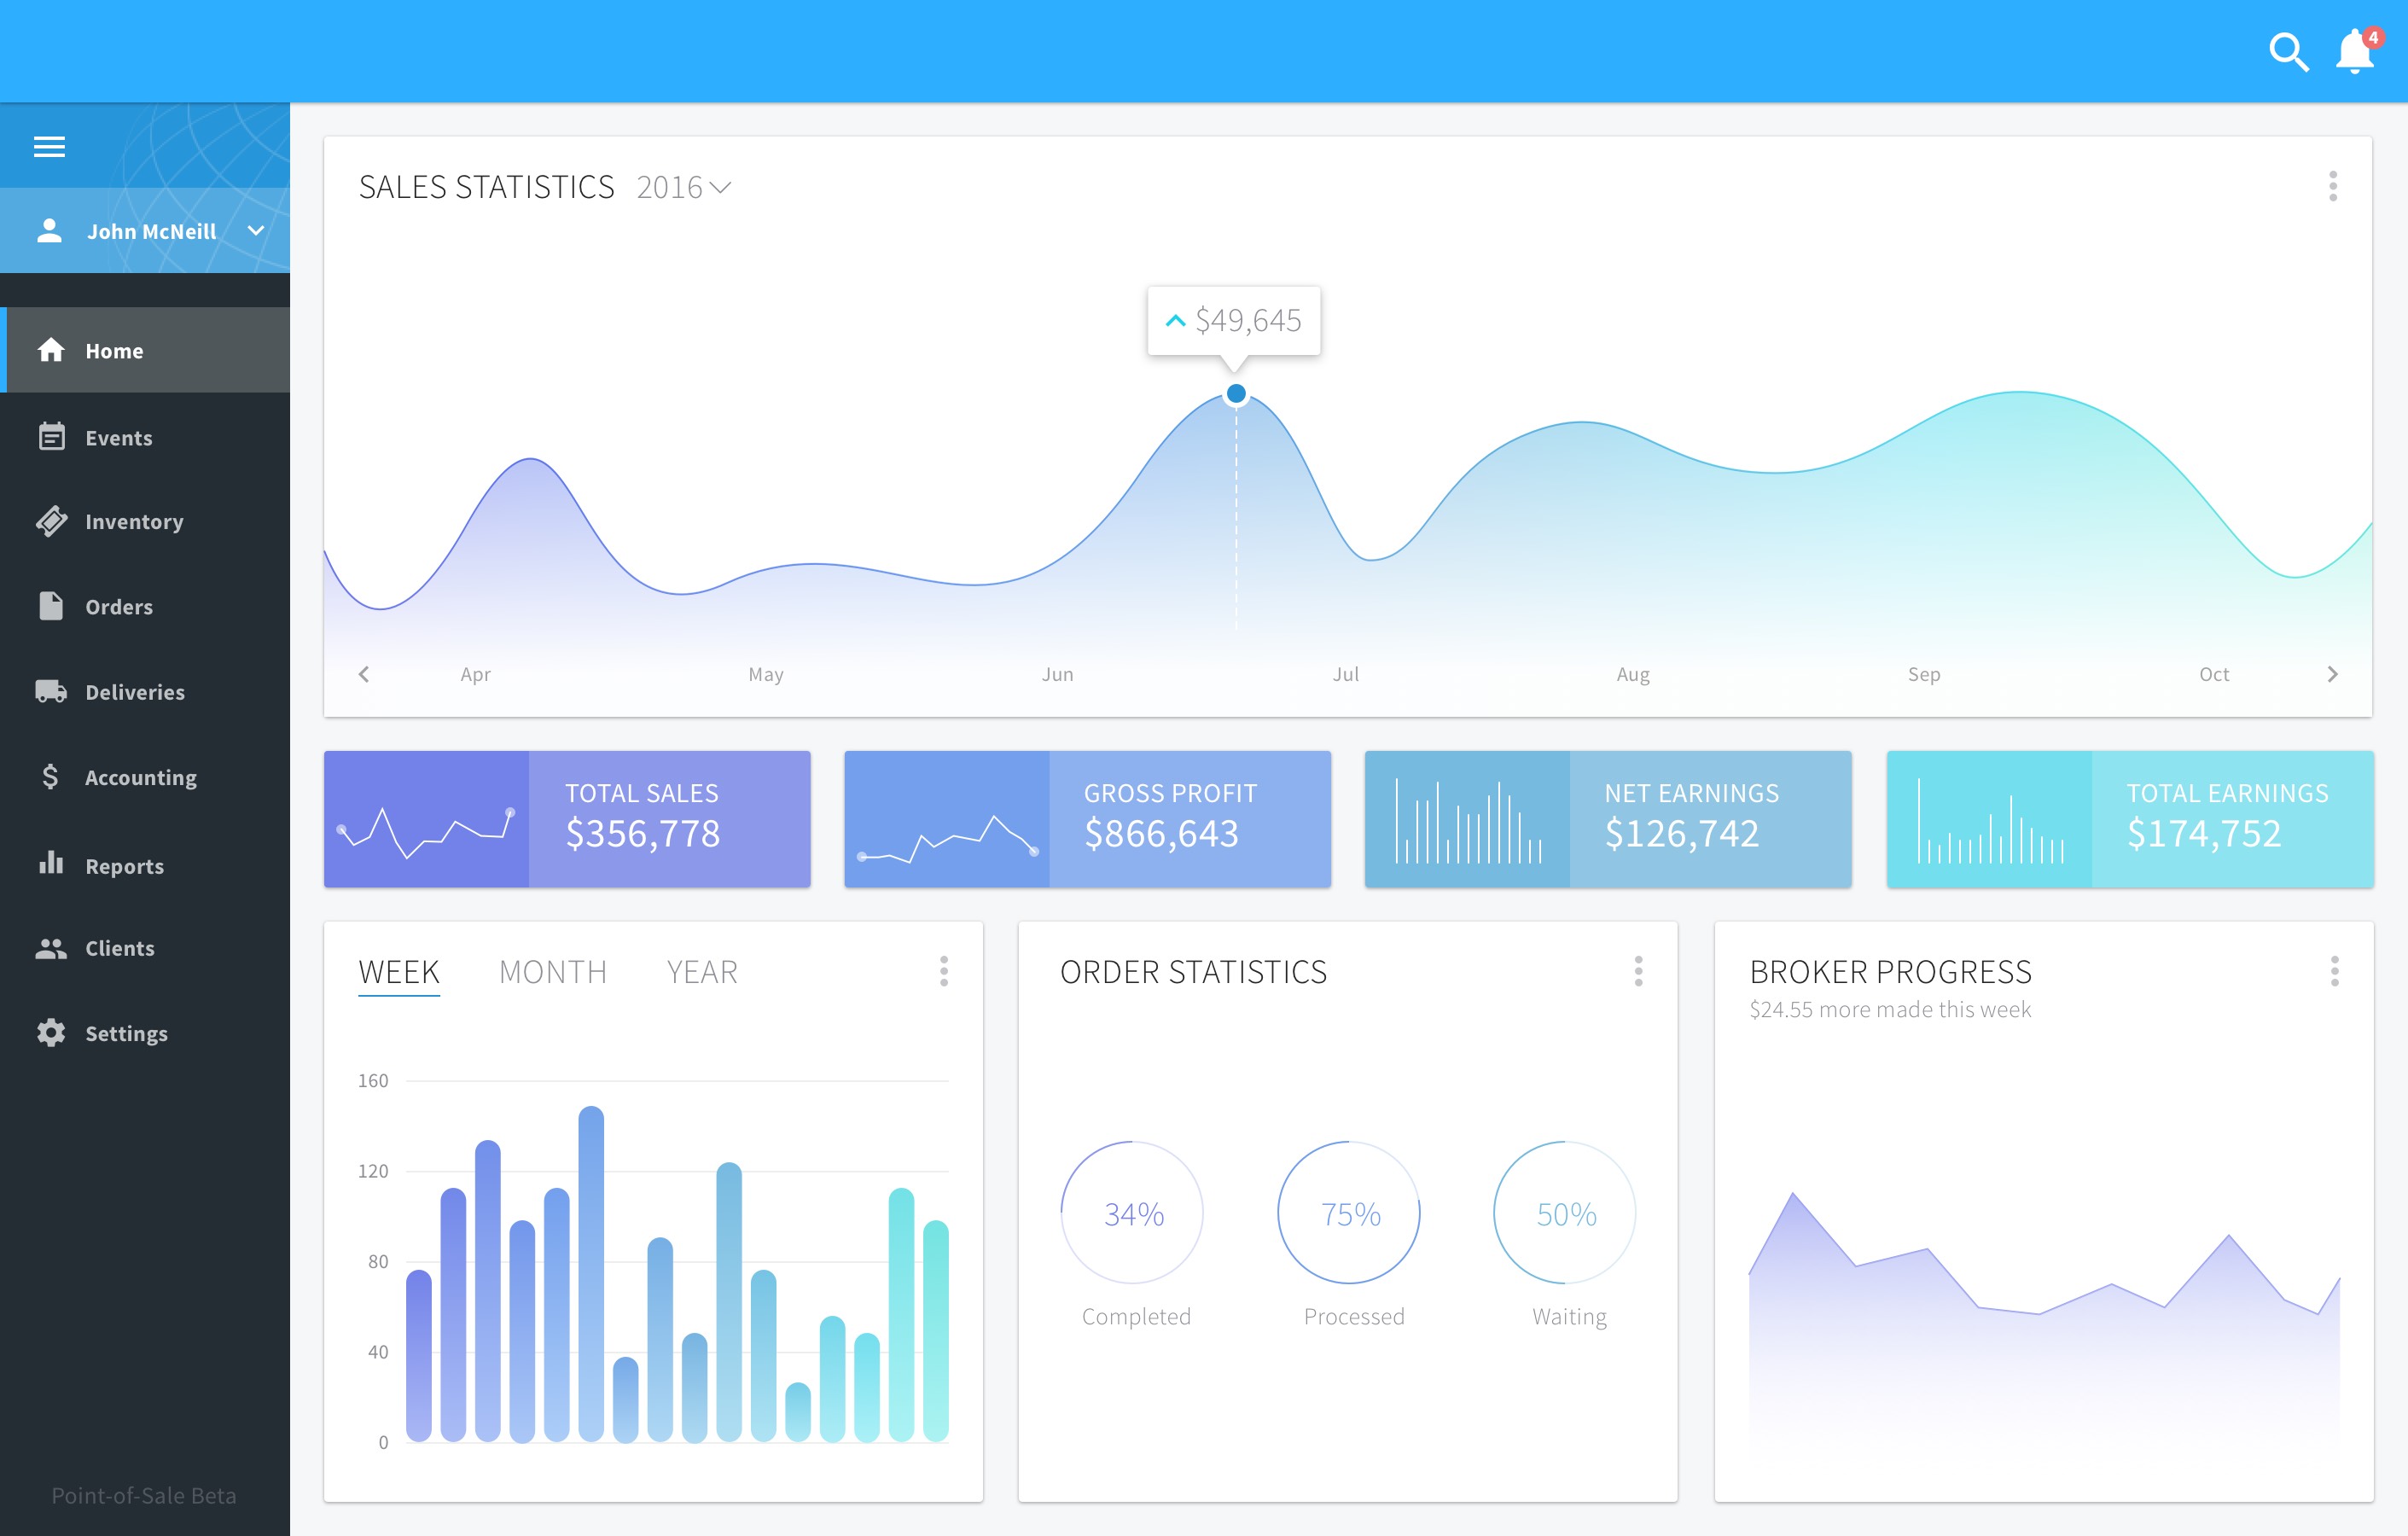 4
John McNeill
Home
Events
Inventory
Orders
Deliveries
Accounting
Reports
Clients
Settings
Point-of-Sale Beta
SALES STATISTICS 2016
$49,645
Apr May Jun Jul Aug Sep Oct
TOTAL SALES
$356,778
GROSS PROFIT
$866,643
NET EARNINGS
$126,742
TOTAL EARNINGS
$174,752
WEEK MONTH YEAR
160
120
80
40
0
ORDER STATISTICS
34% 75% 50%
Completed Processed Waiting
BROKER PROGRESS
$24.55 more made this week